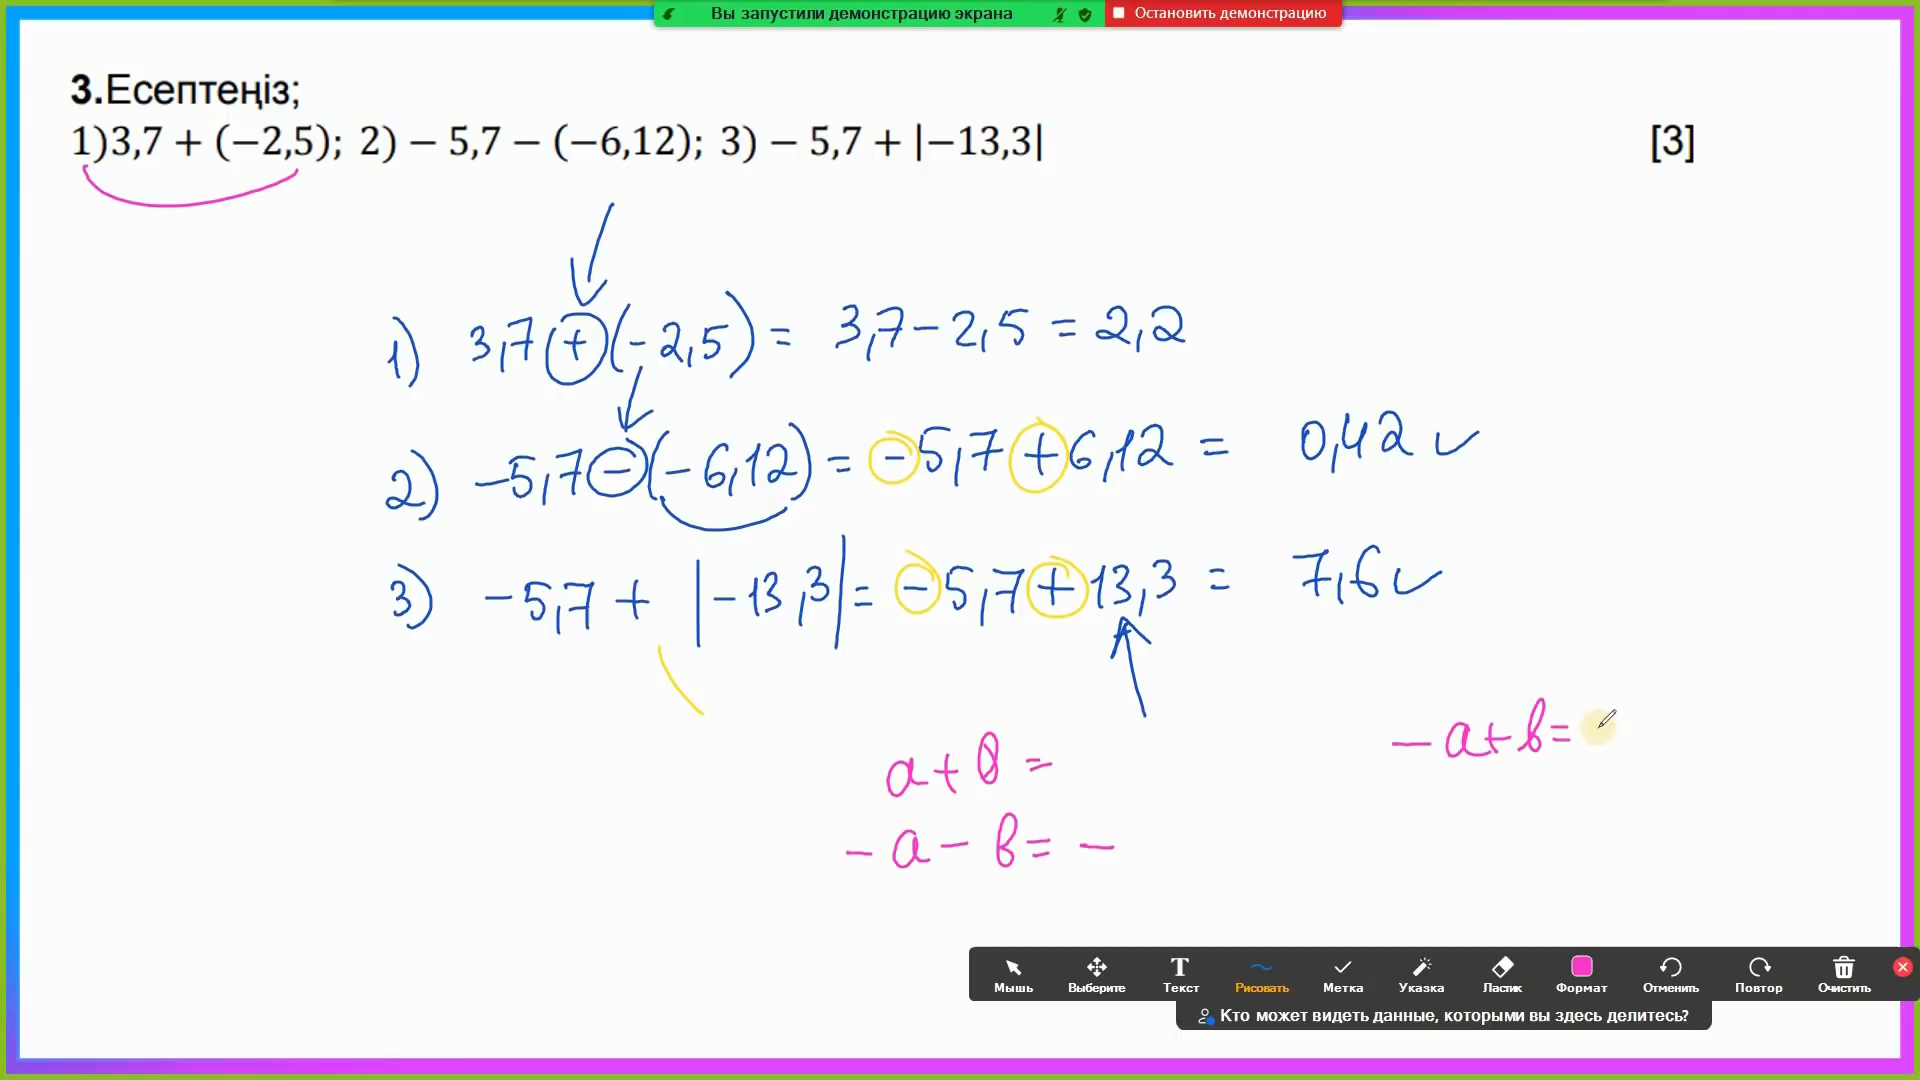 Вы запустили демонстрацию экрана Остановить демонстрацию
3.Есептеңіз;
1)3,7 + (−2,5); 2) − 5,7 − (−6,12); 3) − 5,7 + |−13,3| [3]
1) 3,7 + (-2,5) = 3,7 - 2,5 = 2,2
2) -5,7 - (-6,12) = -5,7 + 6,12 = 0,42
3) -5,7 + |-13,3| = -5,7 + 13,3 = 7,6
-a+b=
a+b=
-a-b=-
Мышь Выберите Текст Рисовать Метка Указка Ластик Формат Отменить Повтор Очистить
Кто может видеть данные, которыми вы здесь делитесь?